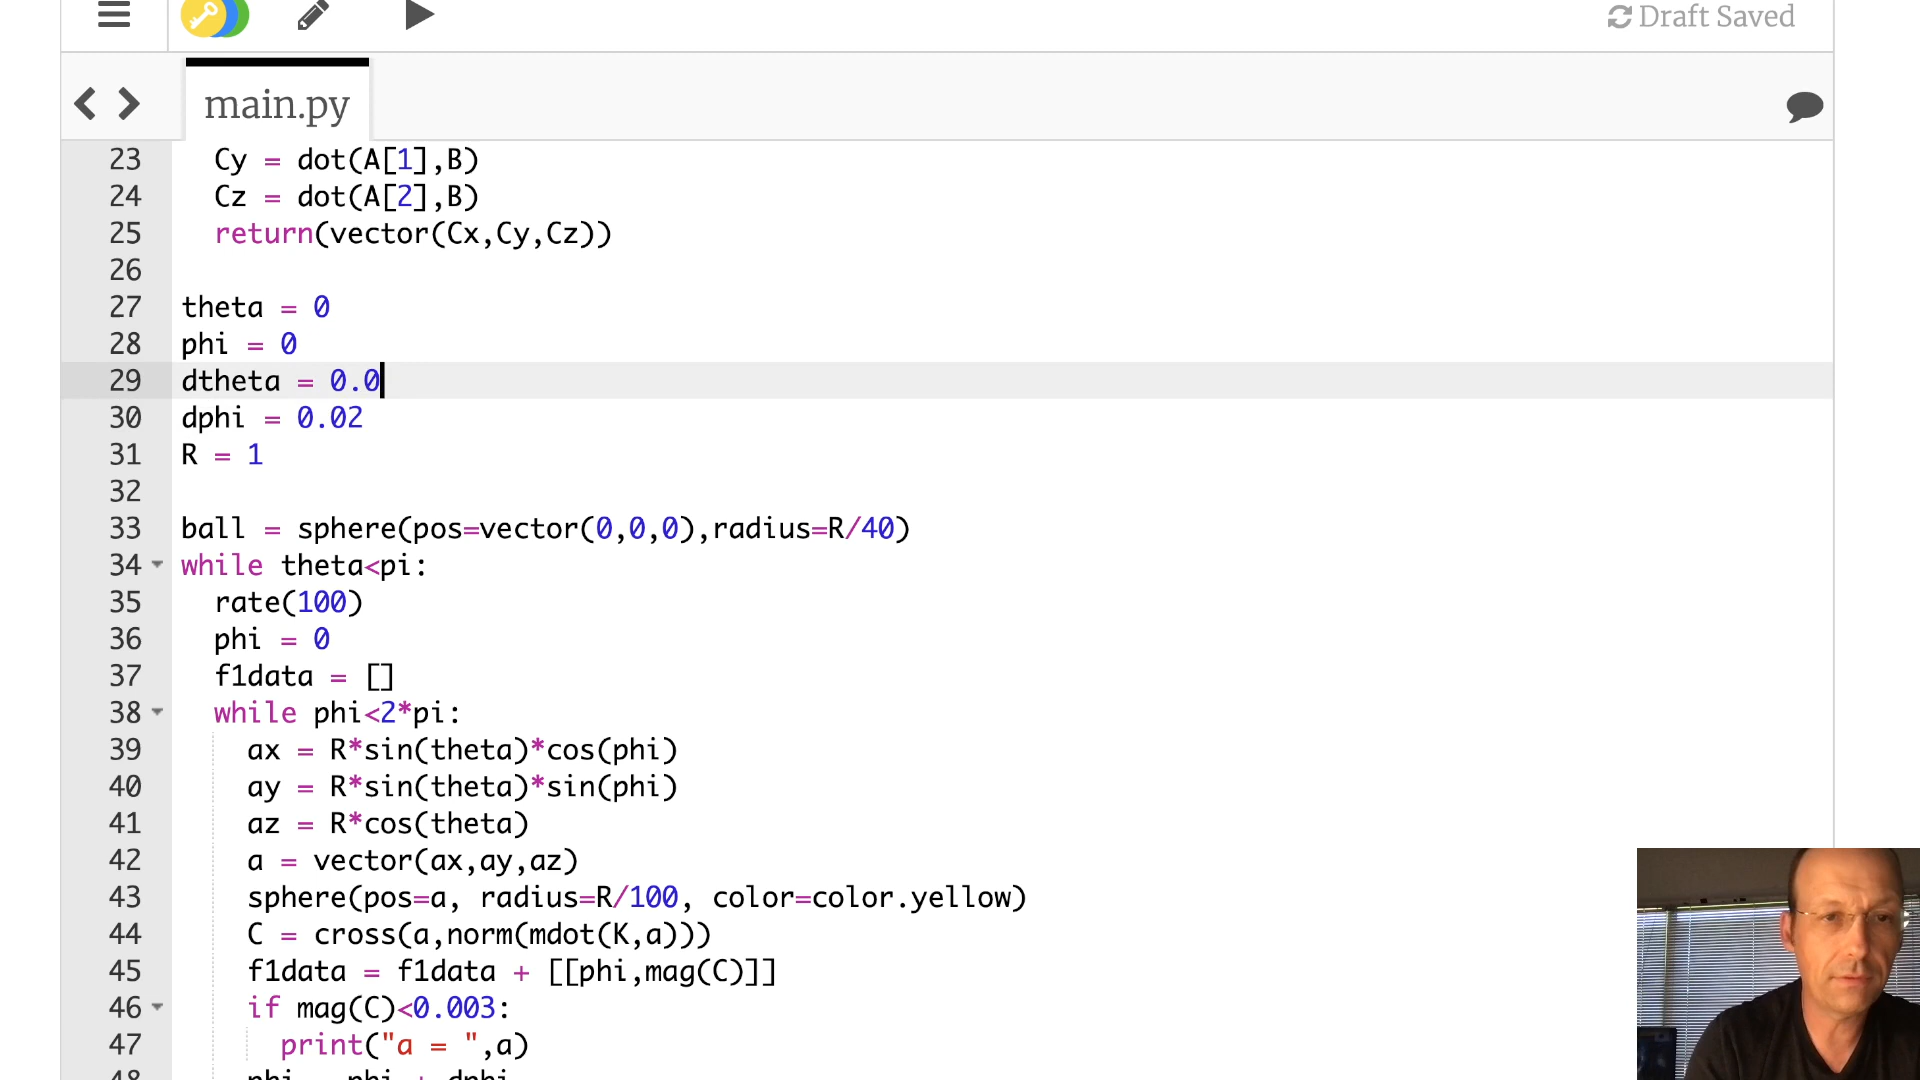 Draft Saved
main.py
23 Cy = dot(A[1],B)
24 Cz = dot(A[2],B)
25 return(vector(Cx,Cy,Cz))
26
27 theta = 0
28 phi = 0
29 dtheta = 0.0
30 dphi = 0.02
31 R = 1
32
33 ball = sphere(pos=vector(0,0,0),radius=R/40)
34 while theta<pi:
35 rate(100)
36 phi = 0
37 f1data = []
38 while phi<2*pi:
39 ax = R*sin(theta)*cos(phi)
40 ay = R*sin(theta)*sin(phi)
41 az = R*cos(theta)
42 a = vector(ax,ay,az)
43 sphere(pos=a, radius=R/100, color=color.yellow)
44 C = cross(a,norm(mdot(K,a)))
45 f1data = f1data + [[phi,mag(C)]]
46 if mag(C)<0.003:
47 print("a = ",a)
48 phi = phi + dphi